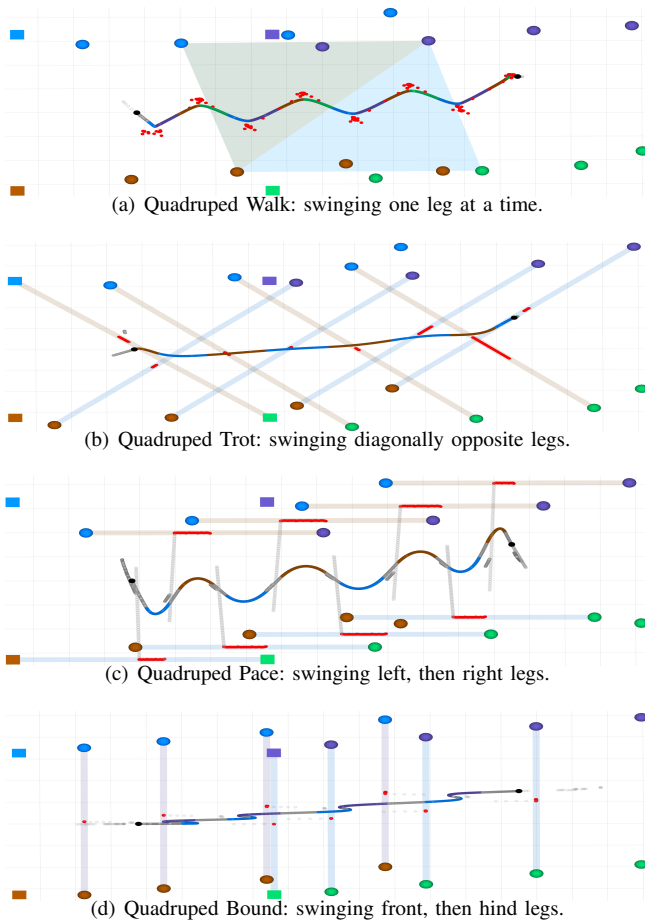 (a) Quadruped Walk: swinging one leg at a time.
(b) Quadruped Trot: swinging diagonally opposite legs.
(c) Quadruped Pace: swinging left, then right legs.
(d) Quadruped Bound: swinging front, then hind legs.